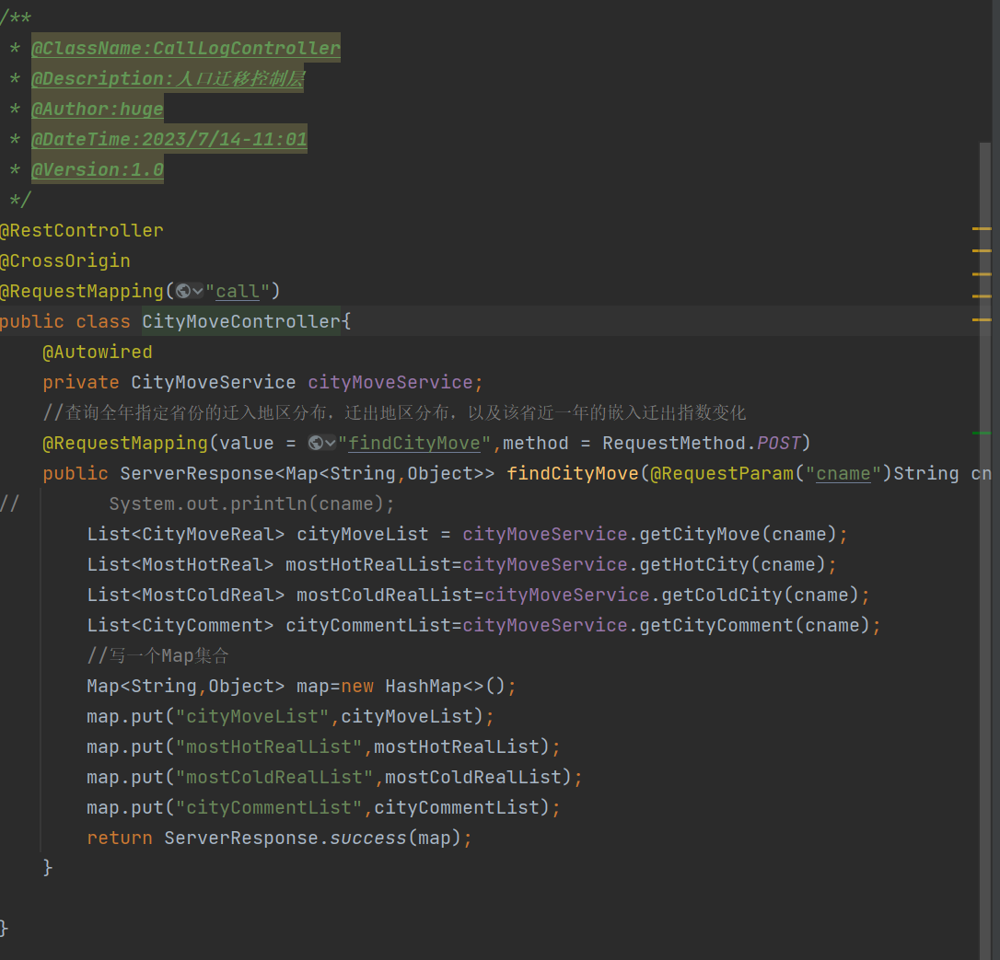 /**
 * @ClassName:CallLogController
 * @Description:人口迁移控制层
 * @Author:huge
 * @DateTime:2023/7/14-11:01
 * @Version:1.0
 */
@RestController
@CrossOrigin
@RequestMapping("call")
public class CityMoveController{
    @Autowired
    private CityMoveService cityMoveService;
    //查询全年指定省份的迁入地区分布，迁出地区分布，以及该省近一年的嵌入迁出指数变化
    @RequestMapping(value = "findCityMove",method = RequestMethod.POST)
    public ServerResponse<Map<String,Object>> findCityMove(@RequestParam("cname")String cn
//        System.out.println(cname);
        List<CityMoveReal> cityMoveList = cityMoveService.getCityMove(cname);
        List<MostHotReal> mostHotRealList=cityMoveService.getHotCity(cname);
        List<MostColdReal> mostColdRealList=cityMoveService.getColdCity(cname);
        List<CityComment> cityCommentList=cityMoveService.getCityComment(cname);
        //写一个Map集合
        Map<String,Object> map=new HashMap<>();
        map.put("cityMoveList",cityMoveList);
        map.put("mostHotRealList",mostHotRealList);
        map.put("mostColdRealList",mostColdRealList);
        map.put("cityCommentList",cityCommentList);
        return ServerResponse.success(map);
    }
}